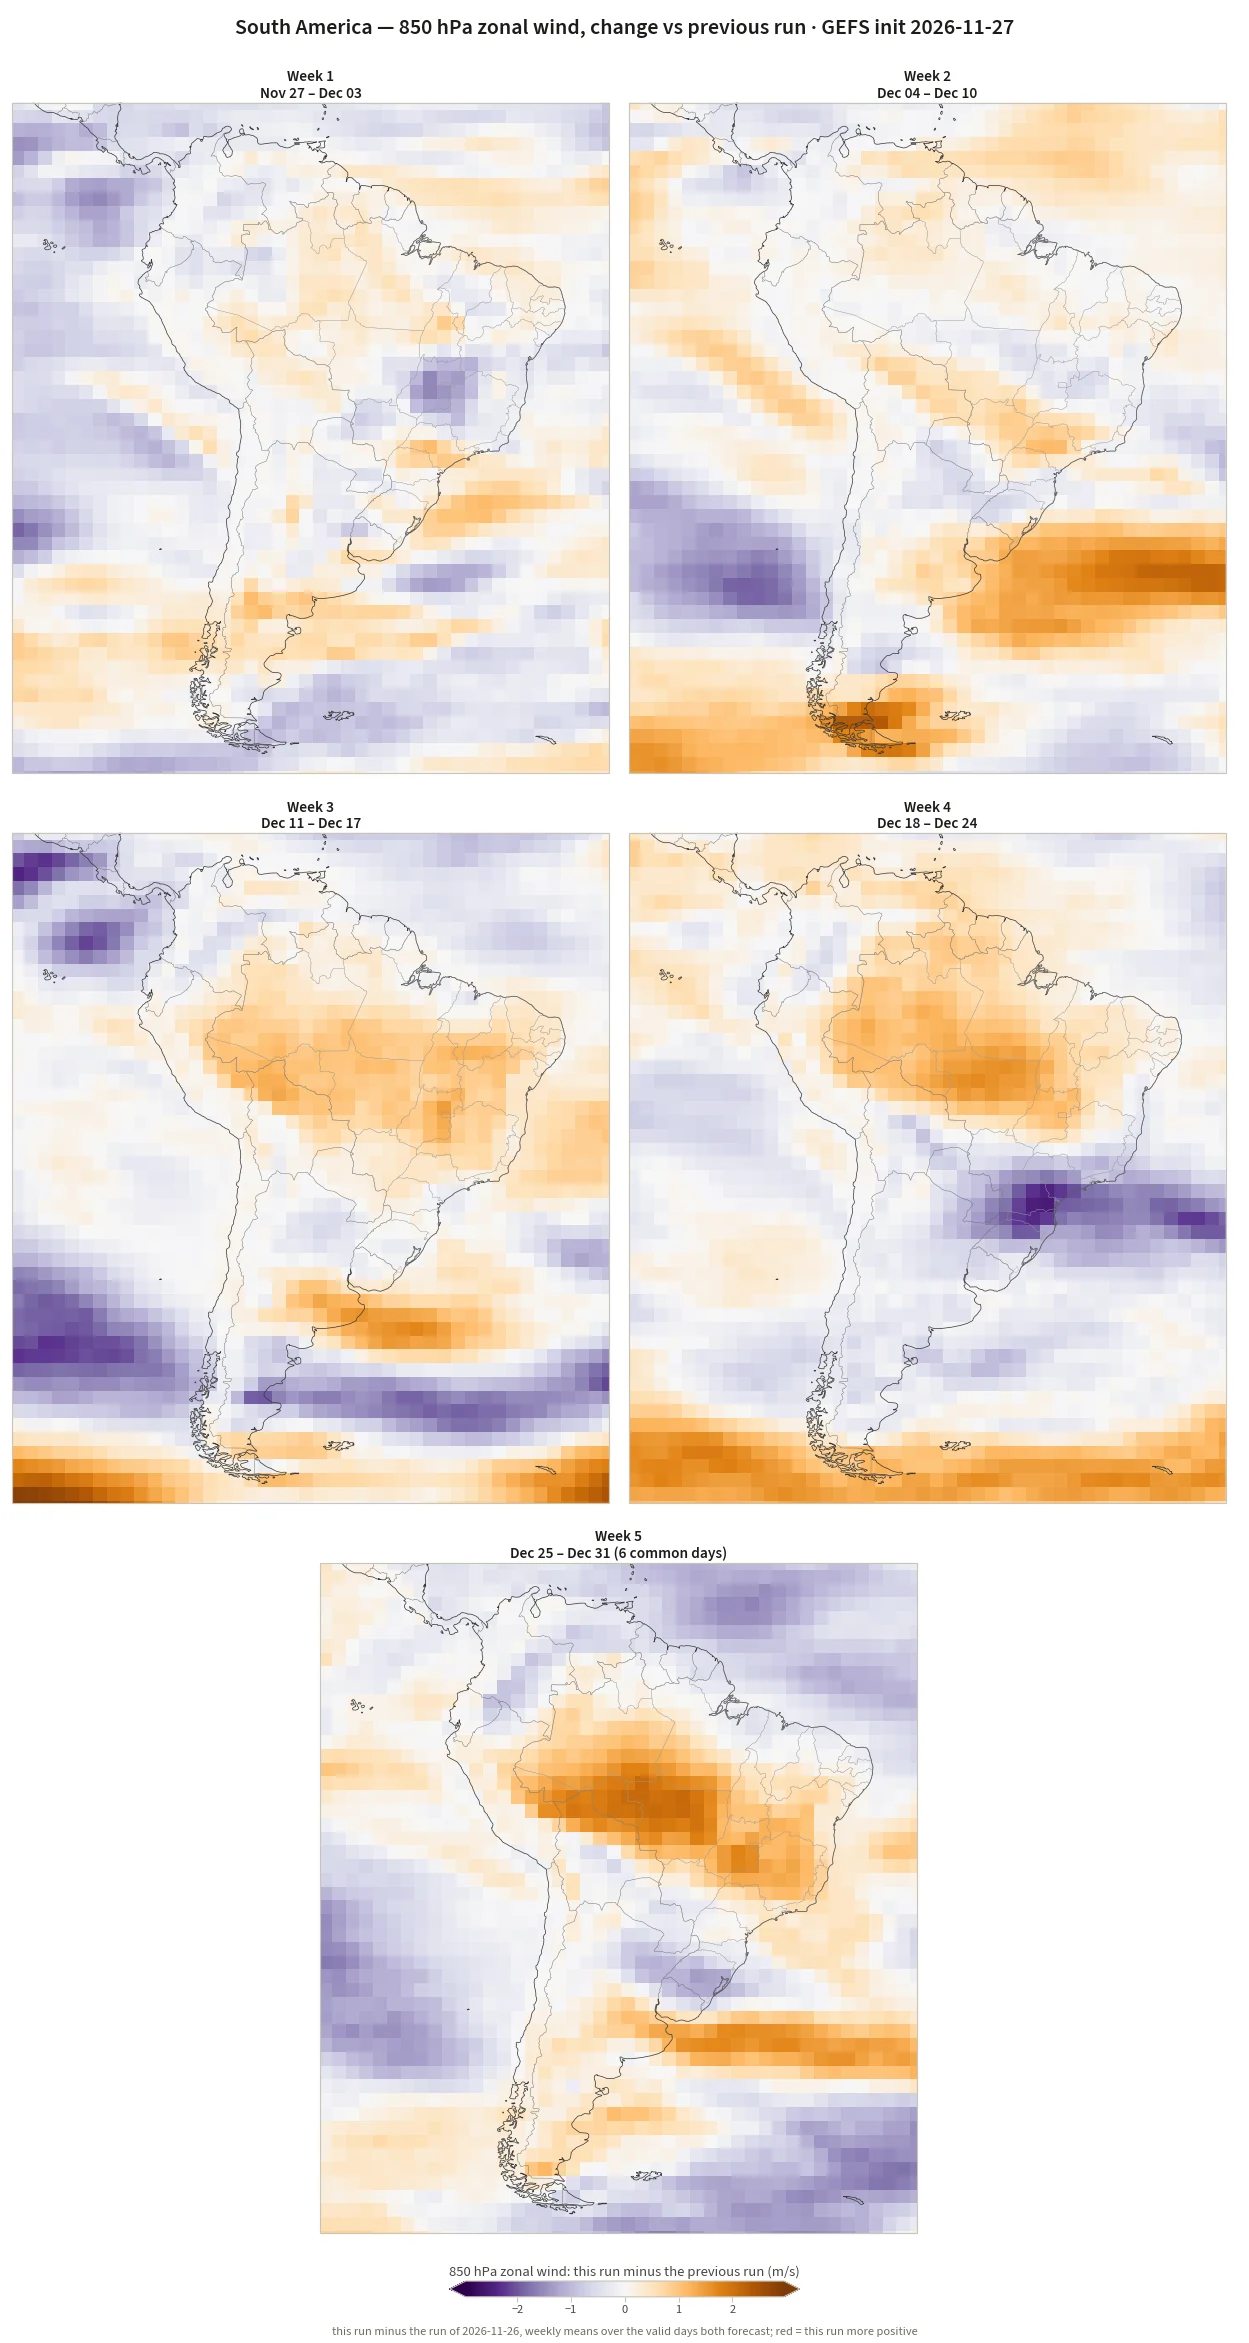 South America — 850 hPa zonal wind, change vs previous run · GEFS init 2026-11-27
Week 1
Nov 27 – Dec 03
Week 2
Dec 04 – Dec 10
Week 3
Dec 11 – Dec 17
Week 4
Dec 18 – Dec 24
Week 5
Dec 25 – Dec 31 (6 common days)
850 hPa zonal wind: this run minus the previous run (m/s)
−2 −1 0 1 2
this run minus the run of 2026-11-26, weekly means over the valid days both forecast; red = this run more positive